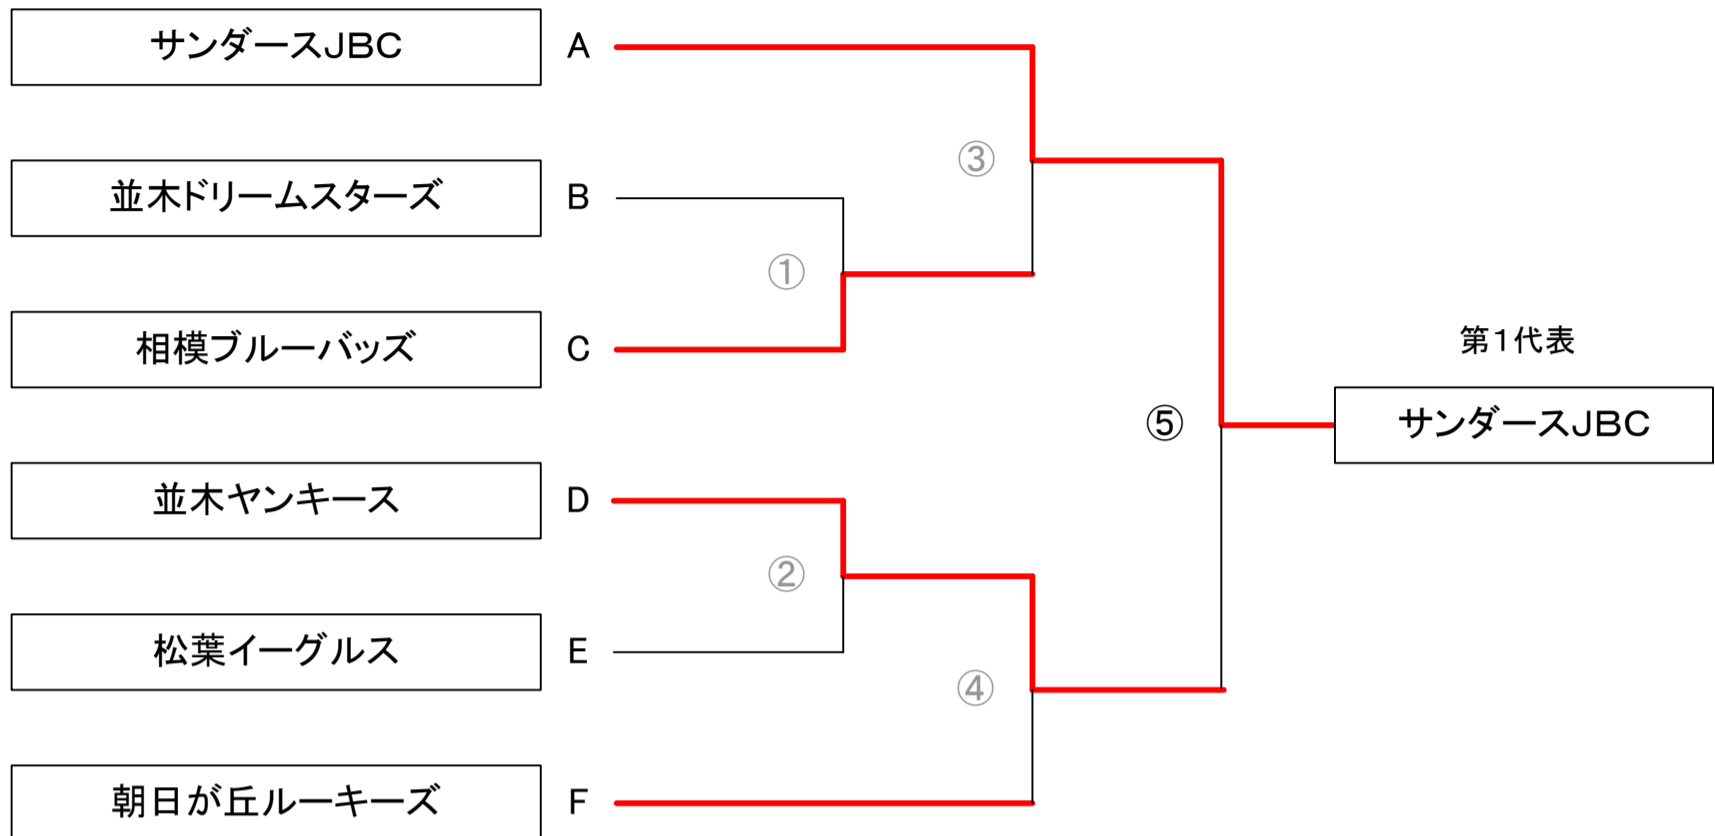 サンダースJBC A
③
並木ドリームスターズ B
①
相模ブルーバッズ C
第1代表
⑤ サンダースJBC
並木ヤンキース D
②
松葉イーグルス E
④
朝日が丘ルーキーズ F